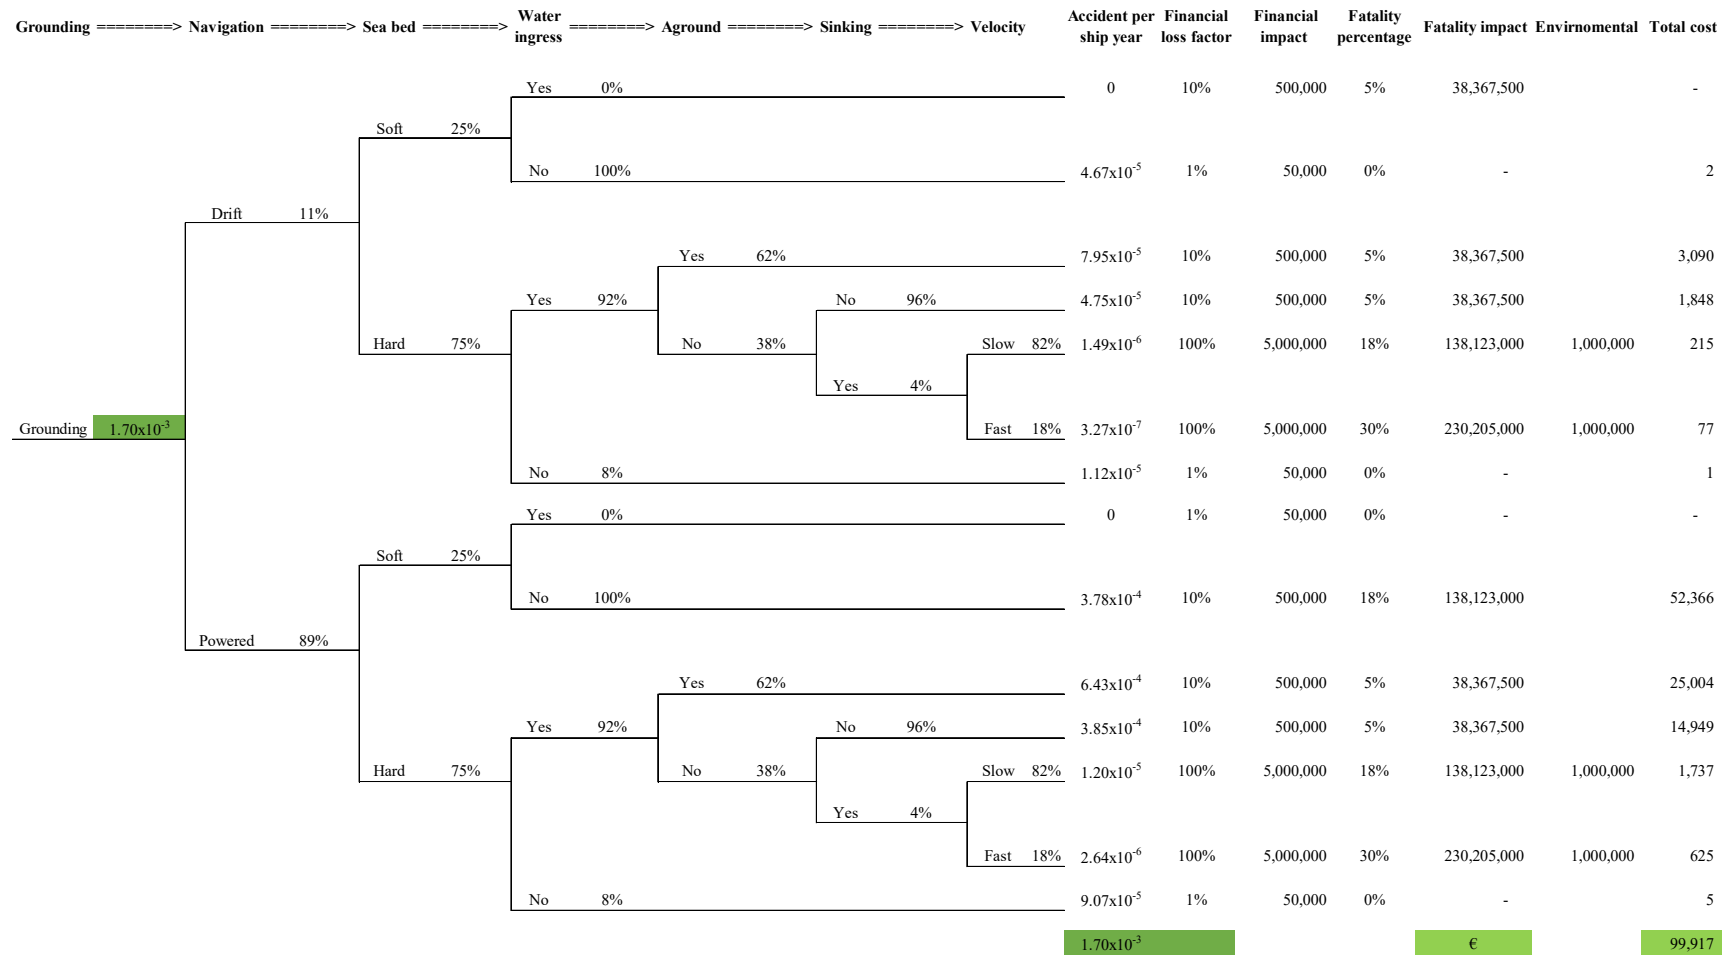 Grounding ========> Navigation ========> Sea bed ========> Water ingress ========> Aground ========> Sinking ========> Velocity Accident per ship year Financial loss factor Financial impact Fatality percentage Fatality impact Envirnomental Total cost
Yes 0% 0 10% 500,000 5% 38,367,500 -
Soft 25%
No 100% 4.67x10⁻⁵ 1% 50,000 0% - 2
Drift 11%
Yes 62% 7.95x10⁻⁵ 10% 500,000 5% 38,367,500 3,090
Yes 92% No 96% 4.75x10⁻⁵ 10% 500,000 5% 38,367,500 1,848
Hard 75% No 38% Slow 82% 1.49x10⁻⁶ 100% 5,000,000 18% 138,123,000 1,000,000 215
Yes 4%
Grounding 1.70x10⁻³ Fast 18% 3.27x10⁻⁷ 100% 5,000,000 30% 230,205,000 1,000,000 77
No 8% 1.12x10⁻⁵ 1% 50,000 0% - 1
Yes 0% 0 1% 50,000 0% - -
Soft 25%
No 100% 3.78x10⁻⁴ 10% 500,000 18% 138,123,000 52,366
Powered 89%
Yes 62% 6.43x10⁻⁴ 10% 500,000 5% 38,367,500 25,004
Yes 92% No 96% 3.85x10⁻⁴ 10% 500,000 5% 38,367,500 14,949
Hard 75% No 38% Slow 82% 1.20x10⁻⁵ 100% 5,000,000 18% 138,123,000 1,000,000 1,737
Yes 4%
Fast 18% 2.64x10⁻⁶ 100% 5,000,000 30% 230,205,000 1,000,000 625
No 8% 9.07x10⁻⁵ 1% 50,000 0% - 5
1.70x10⁻³ € 99,917